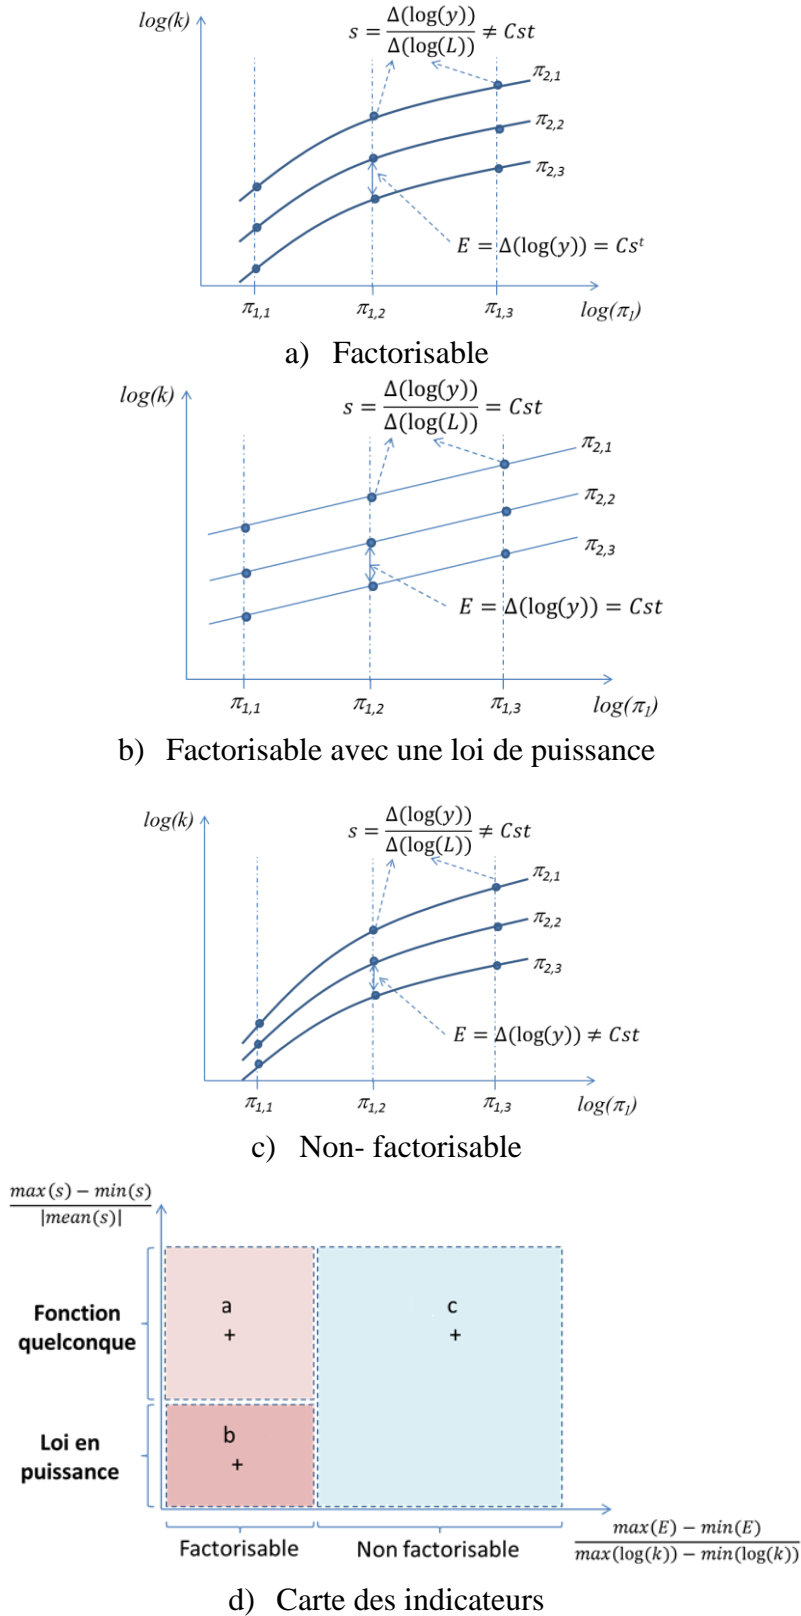 log(k)
s = Δ(log(y)) / Δ(log(L)) ≠ Cst
π2,1
π2,2
π2,3
E = Δ(log(y)) = Csᵗ
π1,1 π1,2 π1,3 log(π1)
a) Factorisable
log(k)
s = Δ(log(y)) / Δ(log(L)) = Cst
π2,1
π2,2
π2,3
E = Δ(log(y)) = Cst
π1,1 π1,2 π1,3 log(π1)
b) Factorisable avec une loi de puissance
log(k)
s = Δ(log(y)) / Δ(log(L)) ≠ Cst
π2,1
π2,2
π2,3
E = Δ(log(y)) ≠ Cst
π1,1 π1,2 π1,3 log(π1)
c) Non- factorisable
max(s) − min(s)
|mean(s)|
Fonction
quelconque
a
+
c
+
Loi en
puissance
b
+
Factorisable Non factorisable
max(E) − min(E)
max(log(k)) − min(log(k))
d) Carte des indicateurs